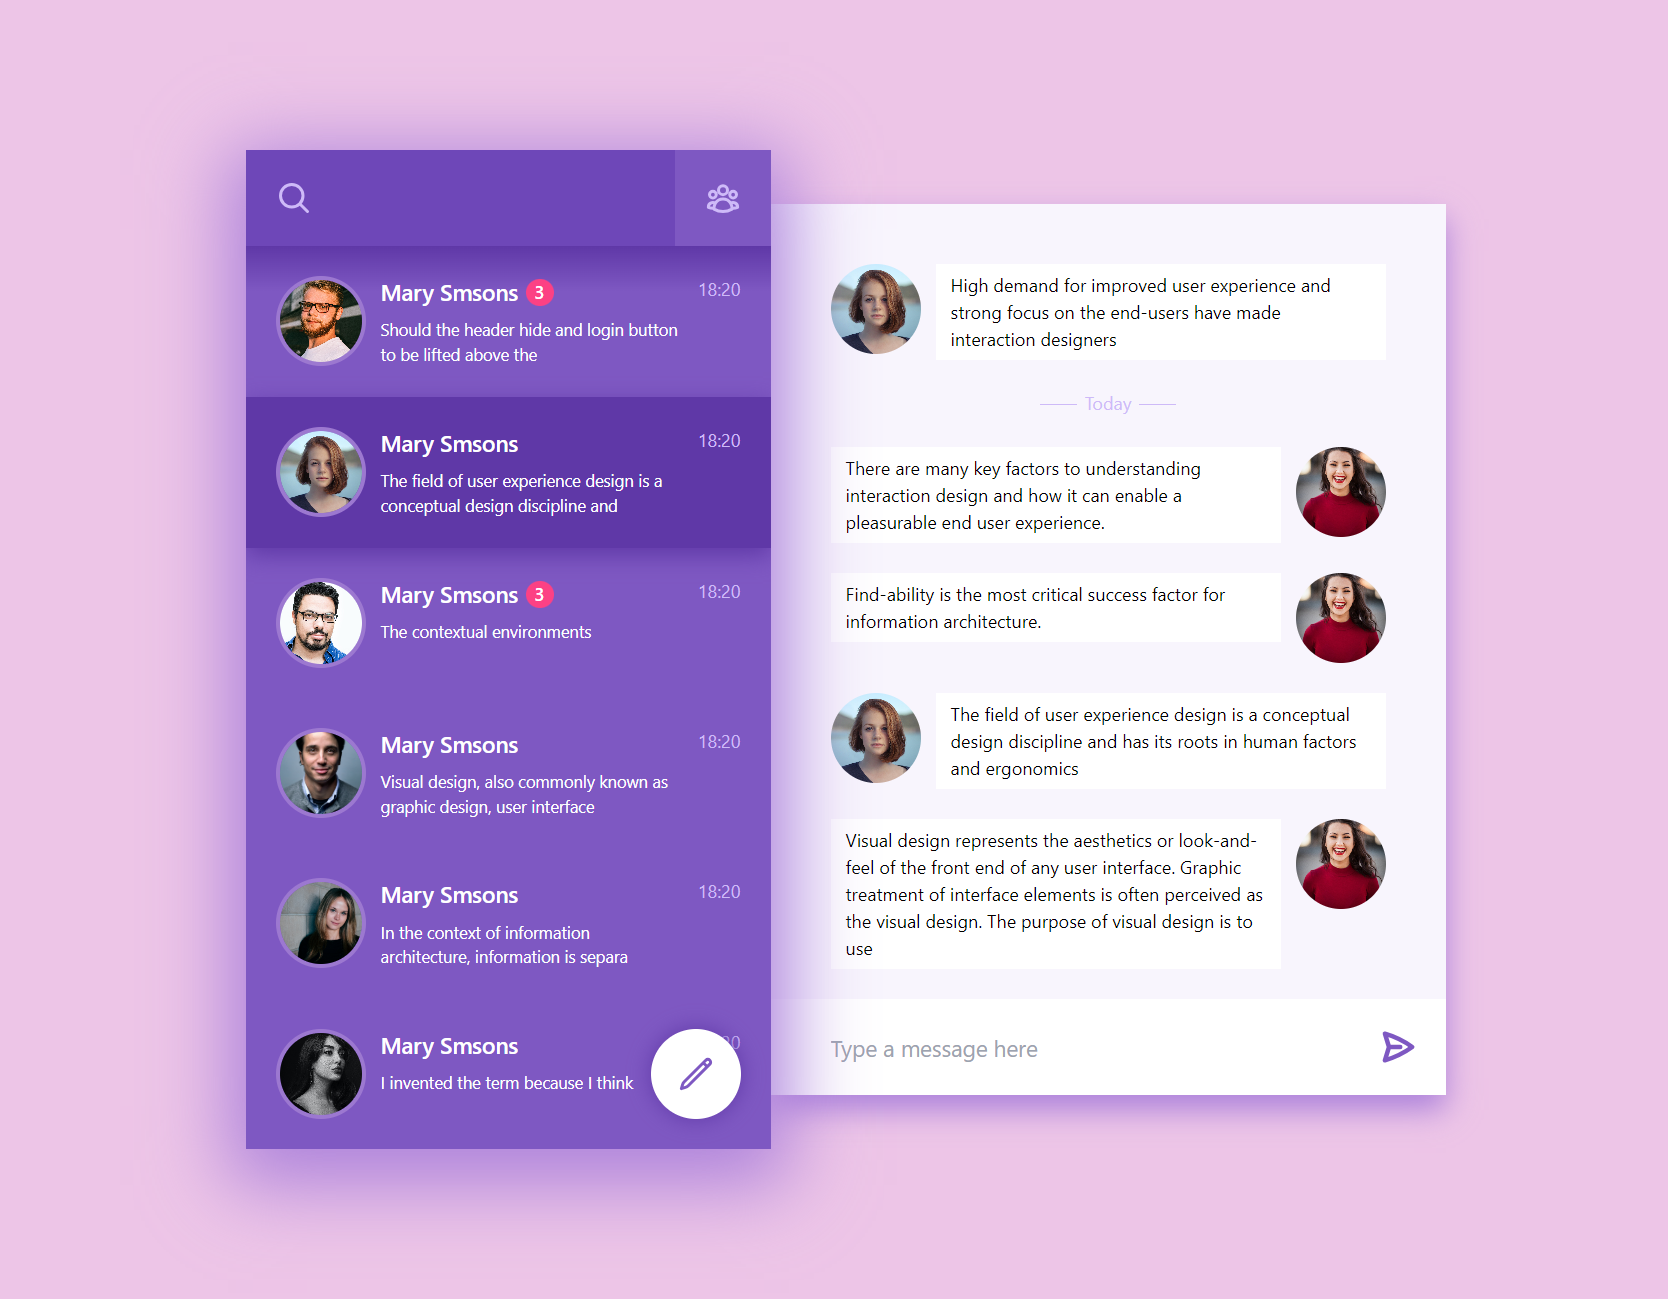 Mary Smsons 3 18:20
Should the header hide and login button
to be lifted above the
Mary Smsons 18:20
The field of user experience design is a
conceptual design discipline and
Mary Smsons 3 18:20
The contextual environments
Mary Smsons 18:20
Visual design, also commonly known as
graphic design, user interface
Mary Smsons 18:20
In the context of information
architecture, information is separa
Mary Smsons
I invented the term because I think
High demand for improved user experience and
strong focus on the end-users have made
interaction designers
Today
There are many key factors to understanding
interaction design and how it can enable a
pleasurable end user experience.
Find-ability is the most critical success factor for
information architecture.
The field of user experience design is a conceptual
design discipline and has its roots in human factors
and ergonomics
Visual design represents the aesthetics or look-and-
feel of the front end of any user interface. Graphic
treatment of interface elements is often perceived as
the visual design. The purpose of visual design is to
use
Type a message here